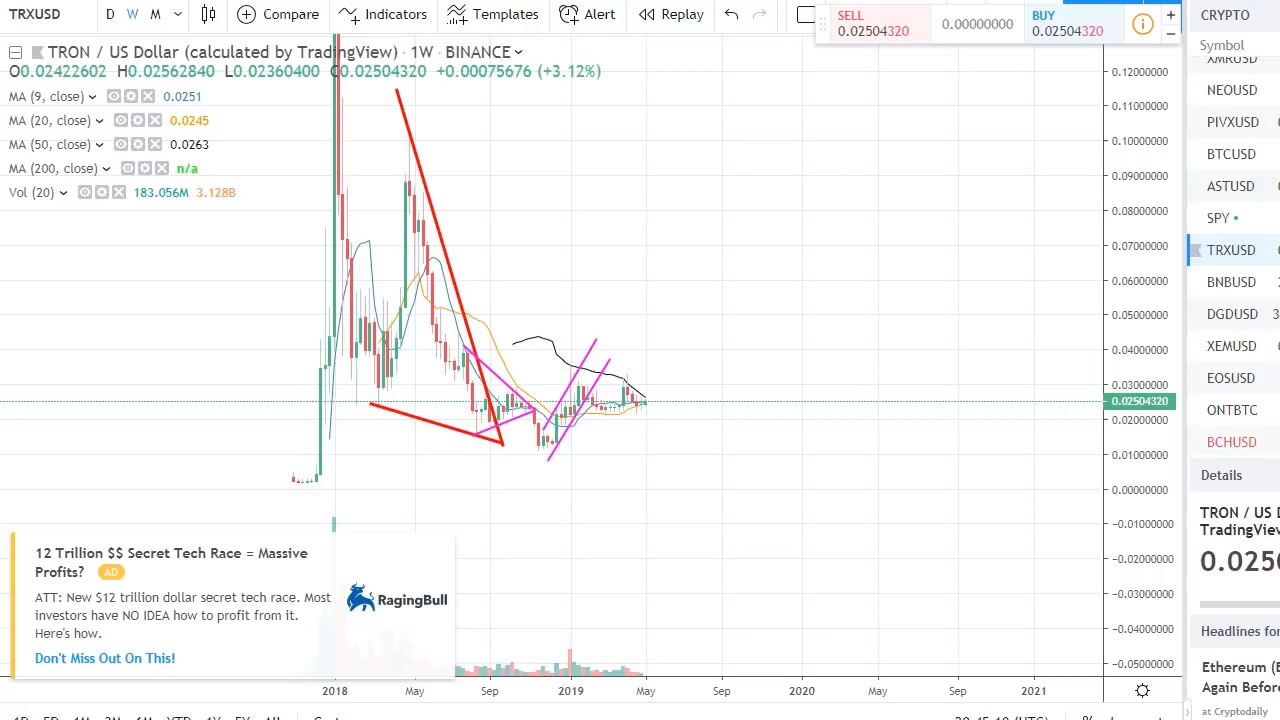 TRXUSD D W M Compare Indicators Templates Alert Replay
SELL 0.02504320 0.00000000 BUY 0.02504320
TRON / US Dollar (calculated by TradingView) · 1W · BINANCE
O0.02422602 H0.02562840 L0.02360400 C0.02504320 +0.00075676 (+3.12%)
MA (9, close) 0.0251
MA (20, close) 0.0245
MA (50, close) 0.0263
MA (200, close) n/a
Vol (20) 183.056M 3.128B
0.12000000
0.11000000
0.10000000
0.09000000
0.08000000
0.07000000
0.06000000
0.05000000
0.04000000
0.03000000
0.02504320
0.02000000
0.01000000
0.00000000
−0.01000000
−0.02000000
−0.03000000
−0.04000000
−0.05000000
12 Trillion $$ Secret Tech Race = Massive
Profits? AD
ATT: New $12 trillion dollar secret tech race. Most
investors have NO IDEA how to profit from it.
Here's how.
Don't Miss Out On This!
RagingBull
2018 May Sep 2019 May Sep 2020 May Sep 2021
CRYPTO
Symbol
XMRUSD
NEOUSD
PIVXUSD
BTCUSD
ASTUSD
SPY
TRXUSD
BNBUSD
DGDUSD 3
XEMUSD
EOSUSD
ONTBTC
BCHUSD
Details
TRON / US D
TradingView
0.0250
Headlines for
Ethereum (E
Again Before
at Cryptodaily